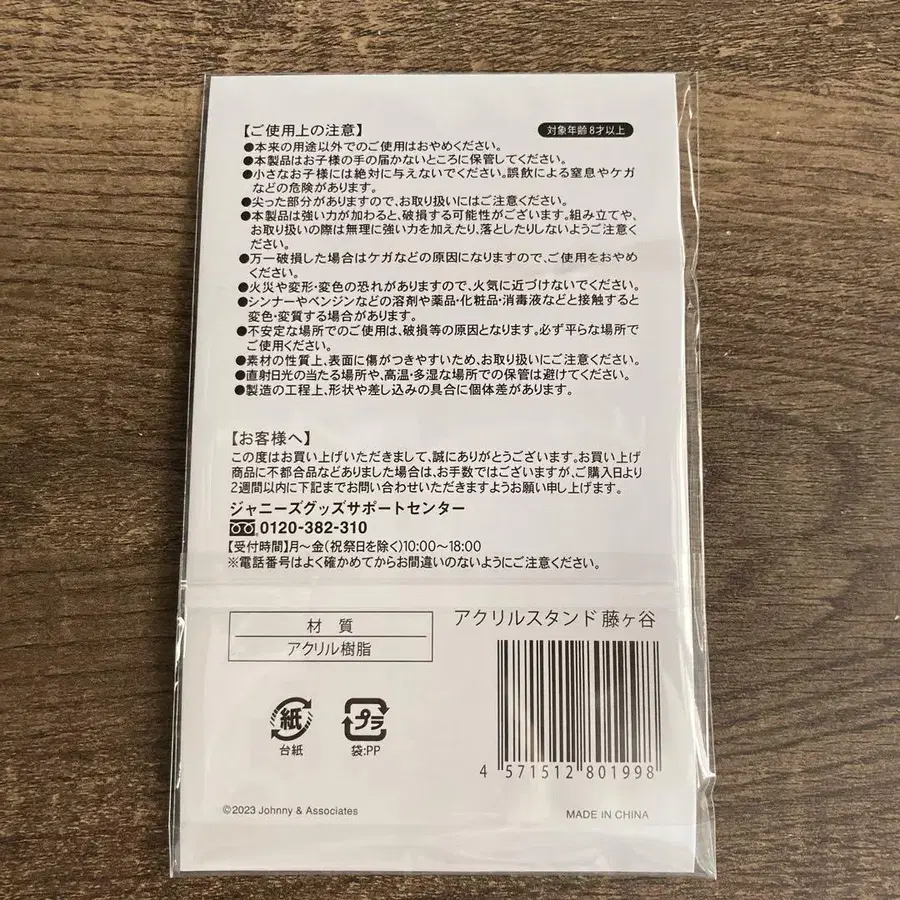 【ご使用上の注意】 対象年齢 8才以上
●本来の用途以外でのご使用はおやめください。
●本製品はお子様の手の届かないところに保管してください。
●小さなお子様には絶対に与えないでください。誤飲による窒息やケガ
などの危険があります。
●尖った部分がありますので、お取り扱いにはご注意ください。
●本製品は強い力が加わると、破損する可能性がございます。組み立てや、
お取り扱いの際は無理に強い力を加えたり、落としたりしないようご注意く
ださい。
●万一破損した場合はケガなどの原因になりますので、ご使用をおやめ
ください。
●火災や変形・変色の恐れがありますので、火気に近づけないでください。
●シンナーやベンジンなどの溶剤や薬品・化粧品・消毒液などと接触すると
変色・変質する場合があります。
●不安定な場所でのご使用は、破損等の原因となります。必ず平らな場所で
ご使用ください。
●素材の性質上、表面に傷がつきやすいため、お取り扱いにご注意ください。
●直射日光の当たる場所や、高温・多湿な場所での保管は避けてください。
●製造の工程上、形状や差し込みの具合に個体差があります。
【お客様へ】
この度はお買い上げいただきまして、誠にありがとうございます。お買い上げ
商品に不都合品などありました場合は、お手数ではございますが、ご購入日より
2週間以内に下記までお問い合わせいただきますようお願い申し上げます。
ジャニーズグッズサポートセンター
0120-382-310
【受付時間】月～金(祝祭日を除く)10:00～18:00
※電話番号はよく確かめてからお間違いのないようにご注意ください。
材 質
アクリル樹脂
アクリルスタンド 藤ヶ谷
紙
台紙
プラ
袋:PP
4 571512 801998
©2023 Johnny & Associates
MADE IN CHINA